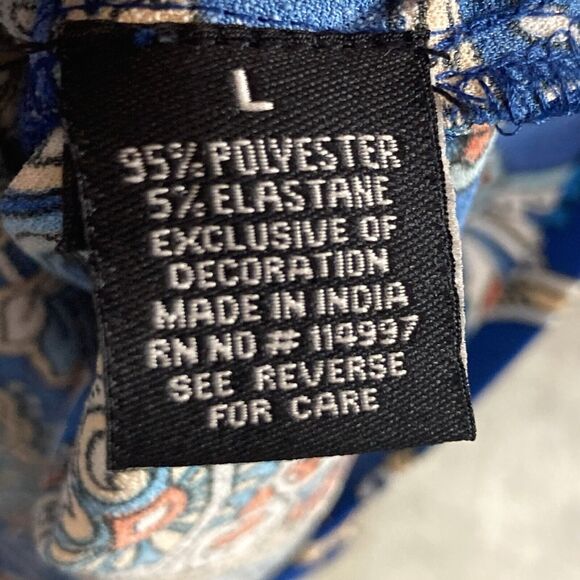 L
95% POLYESTER
5% ELASTANE
EXCLUSIVE OF
DECORATION
MADE IN INDIA
RN NO # 114997
SEE REVERSE
FOR CARE